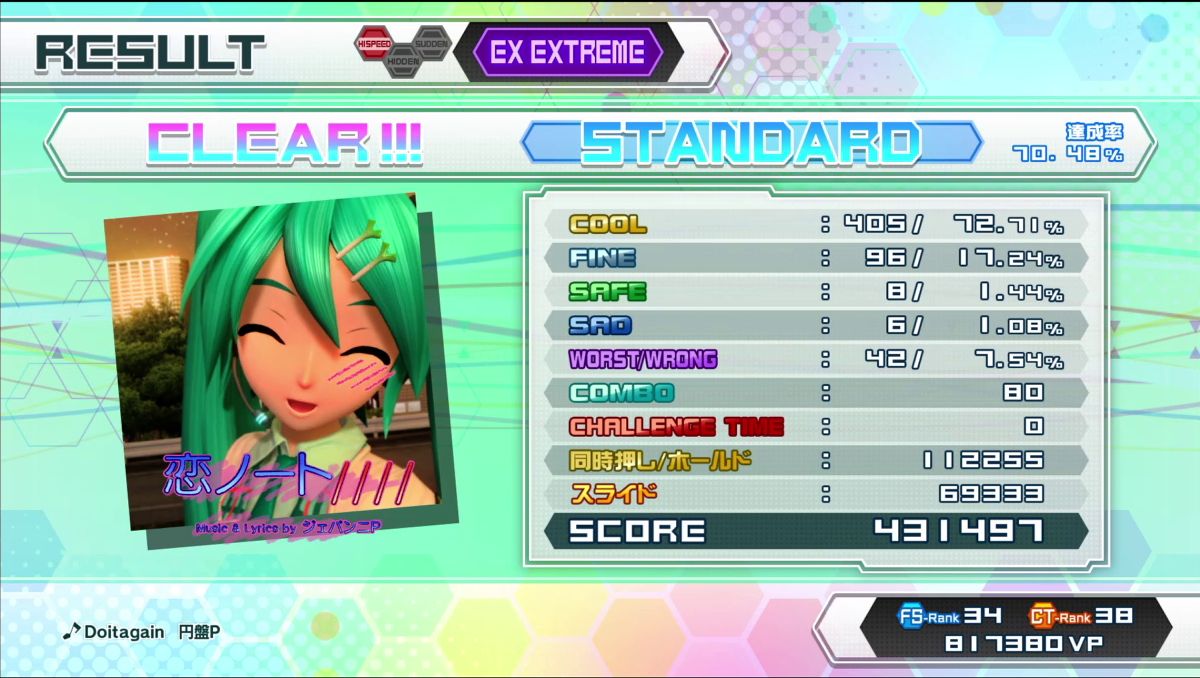 RESULT
HISPEED
SUDDEN
HIDDEN
EX EXTREME
CLEAR!!!
STANDARD
達成率
70.48%
COOL : 405/ 72.71%
FINE : 96/ 17.24%
SAFE : 8/ 1.44%
SAD : 6/ 1.08%
WORST/WRONG : 42/ 7.54%
COMBO : 80
CHALLENGE TIME : 0
同時押し/ホールド : 112255
スライド : 69333
SCORE 431497
恋ノート////
Music & Lyrics by ジェバンニP
♪Doitagain 円盤P
FS-Rank 34 CT-Rank 38
817380 VP